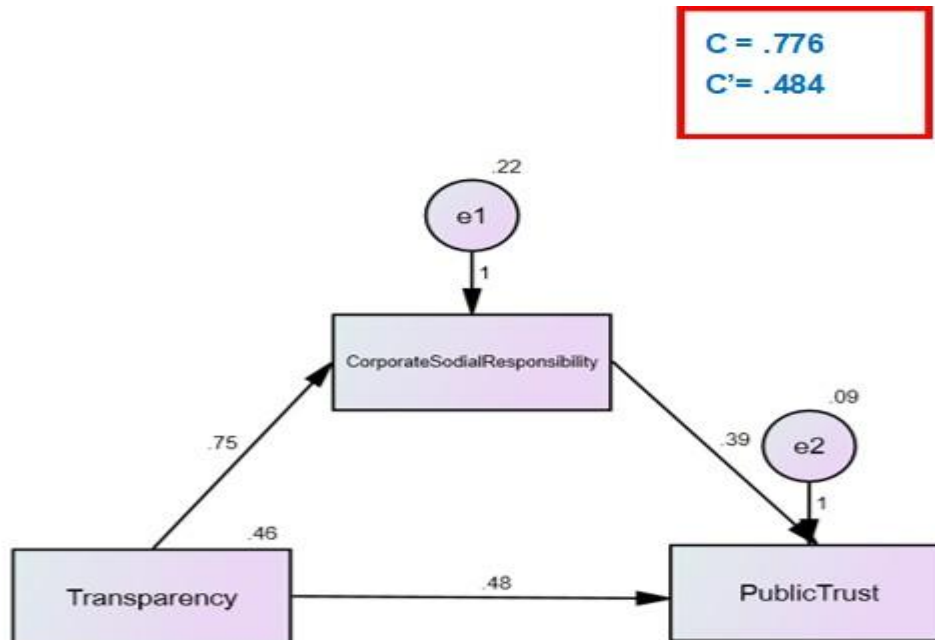 C = .776
C’= .484
.22
e1
1
CorporateSodialResponsibility
.09
.75
.39
e2
1
.46
Transparency
.48
PublicTrust